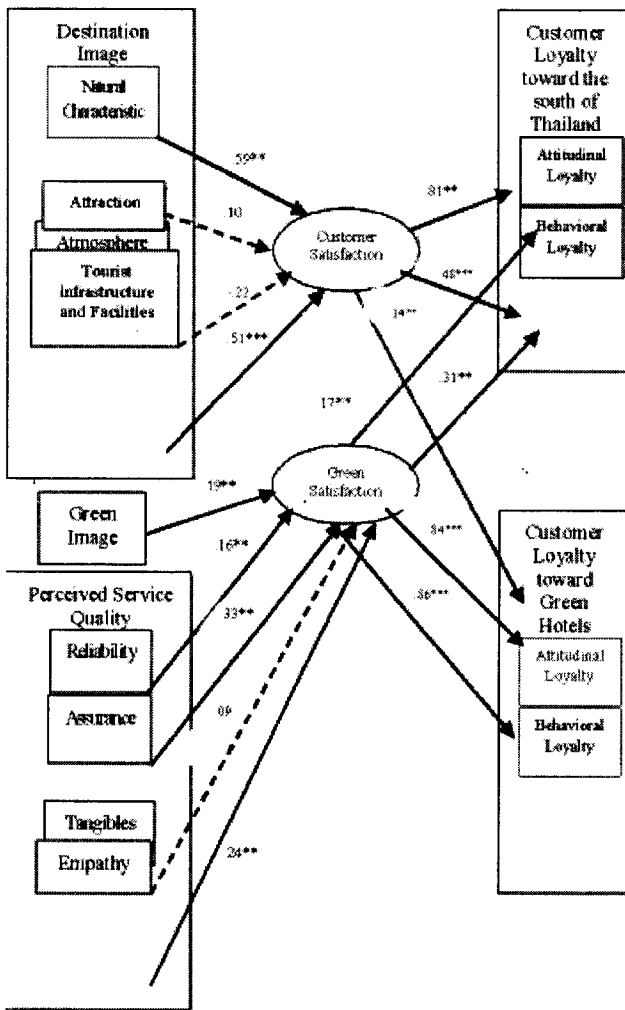 Destination
Image
Natural
Characteristic
Attraction
Atmosphere
Tourist
infrastructure
and Facilities
Customer
Loyalty
toward the
south of
Thailand
Attitudinal
Loyalty
Behavioral
Loyalty
.59**
.10
-.22
.51***
Customer
Satisfaction
.81**
.48***
.14**
.17**
.31**
Green
Image
.19**
Green
Satisfaction
Perceived Service
Quality
Reliability
Assurance
Tangibles
Empathy
.16**
.33**
.09
.24**
.84***
.86***
Customer
Loyalty
toward
Green
Hotels
Attitudinal
Loyalty
Behavioral
Loyalty